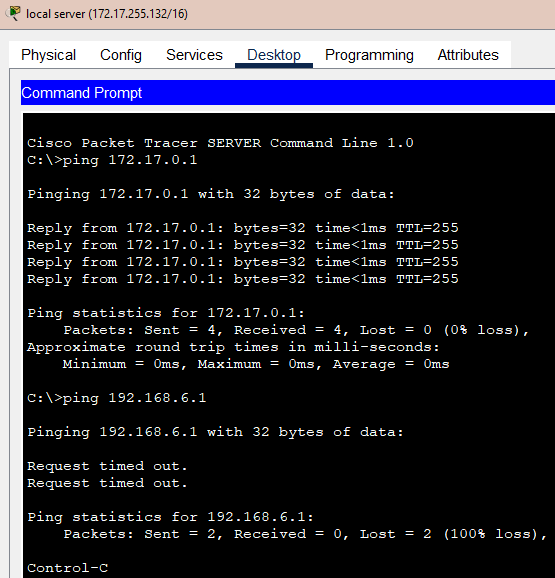 local server (172.17.255.132/16)
Physical Config Services Desktop Programming Attributes
Command Prompt
Cisco Packet Tracer SERVER Command Line 1.0
C:\>ping 172.17.0.1
Pinging 172.17.0.1 with 32 bytes of data:
Reply from 172.17.0.1: bytes=32 time<1ms TTL=255
Reply from 172.17.0.1: bytes=32 time<1ms TTL=255
Reply from 172.17.0.1: bytes=32 time<1ms TTL=255
Reply from 172.17.0.1: bytes=32 time<1ms TTL=255
Ping statistics for 172.17.0.1:
Packets: Sent = 4, Received = 4, Lost = 0 (0% loss),
Approximate round trip times in milli-seconds:
Minimum = 0ms, Maximum = 0ms, Average = 0ms
C:\>ping 192.168.6.1
Pinging 192.168.6.1 with 32 bytes of data:
Request timed out.
Request timed out.
Ping statistics for 192.168.6.1:
Packets: Sent = 2, Received = 0, Lost = 2 (100% loss),
Control-C